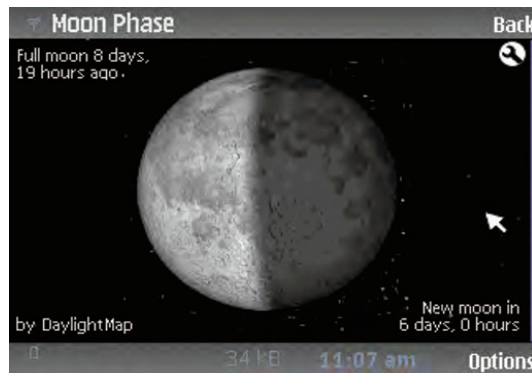 Moon Phase
Back
Full moon 8 days,
19 hours ago
by DaylightMap
New moon in
6 days, 0 hours
34 kB
11:07 am
Options